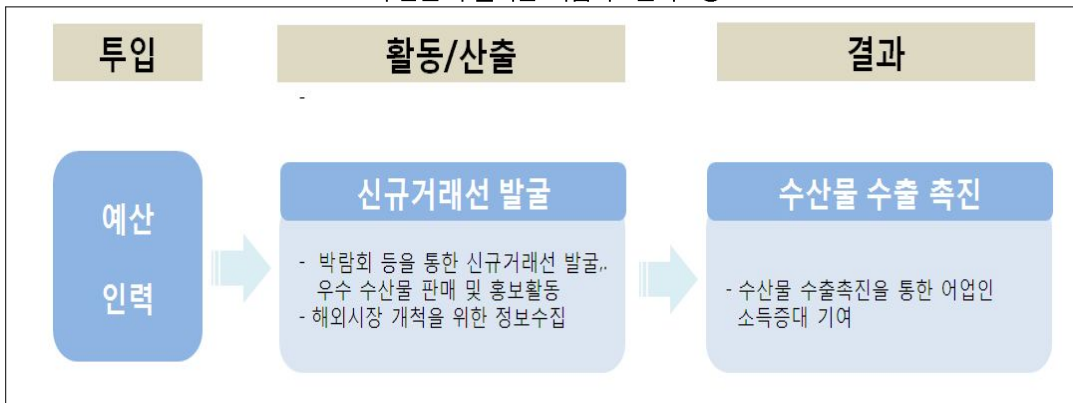 투입
활동/산출
결과
-
예산
인력
신규거래선 발굴
- 박람회 등을 통한 신규거래선 발굴,.
우수 수산물 판매 및 홍보활동
- 해외시장 개척을 위한 정보수집
수산물 수출 촉진
- 수산물 수출촉진을 통한 어업인
소득증대 기여